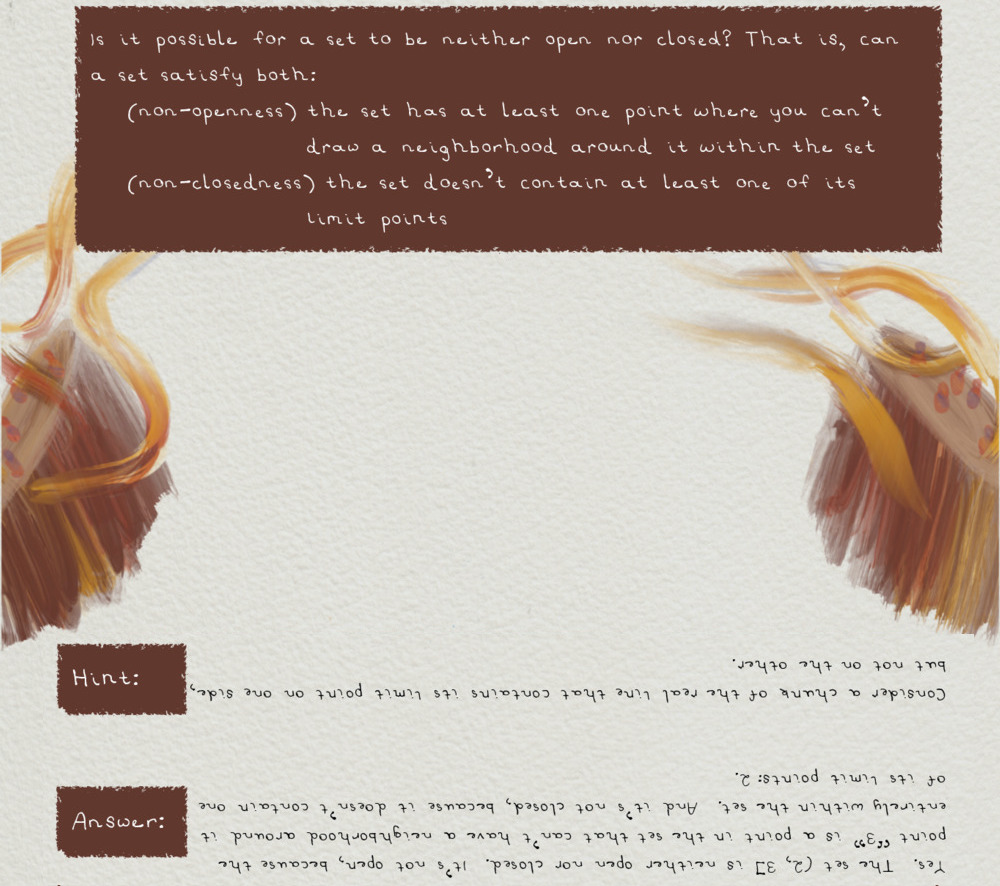 Is it possible for a set to be neither open nor closed? That is, can
a set satisfy both:
(non-openness) the set has at least one point where you can't
draw a neighborhood around it within the set
(non-closedness) the set doesn't contain at least one of its
limit points
Hint:
Consider a chunk of the real line that contains its limit point on one side,
but not on the other.
Answer:
Yes. The set (2, 3] is neither open nor closed. It's not open, because the
point "3" is a point in the set that can't have a neighborhood around it
entirely within the set. And it's not closed, because it doesn't contain one
of its limit points: 2.